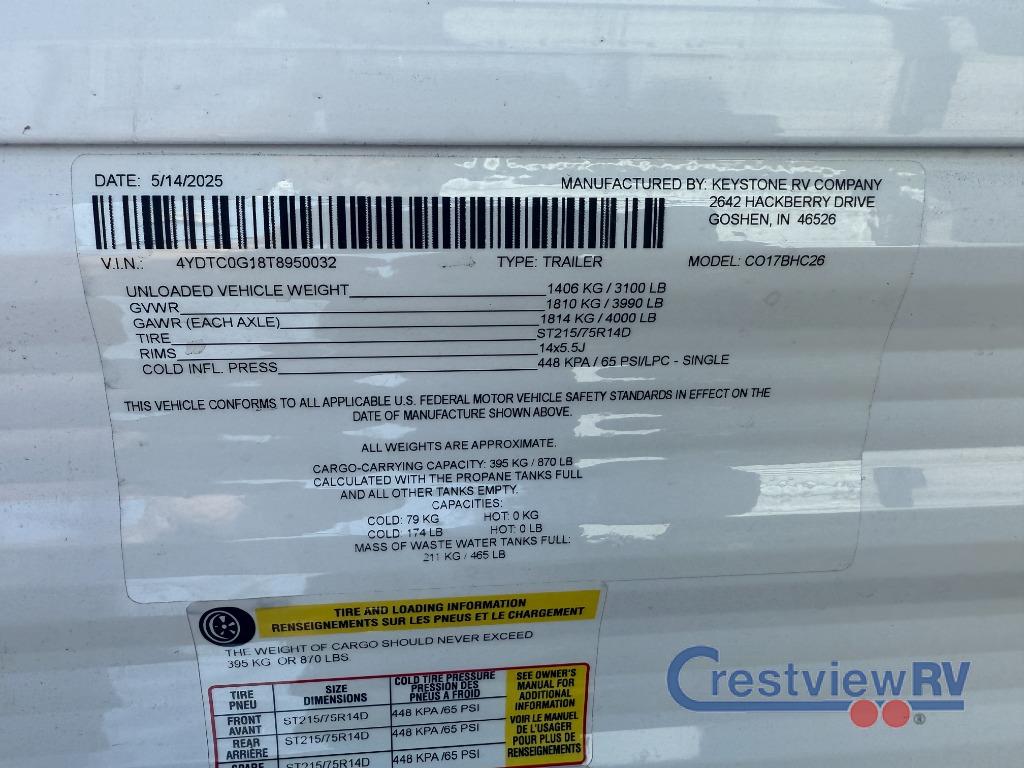 DATE: 5/14/2025
MANUFACTURED BY: KEYSTONE RV COMPANY
2642 HACKBERRY DRIVE
GOSHEN, IN 46526
V.I.N.: 4YDTC0G18T8950032 TYPE: TRAILER MODEL: CO17BHC26
UNLOADED VEHICLE WEIGHT 1406 KG / 3100 LB
GVWR 1810 KG / 3990 LB
GAWR (EACH AXLE) 1814 KG / 4000 LB
TIRE ST215/75R14D
RIMS 14x5.5J
COLD INFL. PRESS 448 KPA / 65 PSI/LPC - SINGLE
THIS VEHICLE CONFORMS TO ALL APPLICABLE U.S. FEDERAL MOTOR VEHICLE SAFETY STANDARDS IN EFFECT ON THE
DATE OF MANUFACTURE SHOWN ABOVE.
ALL WEIGHTS ARE APPROXIMATE.
CARGO-CARRYING CAPACITY: 395 KG / 870 LB
CALCULATED WITH THE PROPANE TANKS FULL
AND ALL OTHER TANKS EMPTY.
CAPACITIES:
COLD: 79 KG HOT: 0 KG
COLD: 174 LB HOT: 0 LB
MASS OF WASTE WATER TANKS FULL:
211 KG / 465 LB
TIRE AND LOADING INFORMATION
RENSEIGNEMENTS SUR LES PNEUS ET LE CHARGEMENT
THE WEIGHT OF CARGO SHOULD NEVER EXCEED
395 KG OR 870 LBS.
TIRE
PNEU
SIZE
DIMENSIONS
COLD TIRE PRESSURE
PRESSION DES
PNEUS A FROID
FRONT
AVANT
ST215/75R14D
448 KPA /65 PSI
REAR
ARRIÈRE
ST215/75R14D
448 KPA /65 PSI
SPARE
ST215/75R14D
448 KPA /65 PSI
SEE OWNER'S
MANUAL FOR
ADDITIONAL
INFORMATION
VOIR LE MANUEL
DE L'USAGER
POUR PLUS DE
RENSEIGNEMENTS
CrestviewRV
®